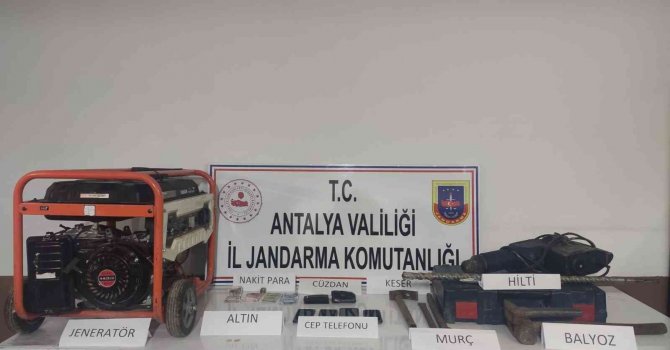 T.C.
ANTALYA VALİLİĞİ
İL JANDARMA KOMUTANLIĞI
NAKİT PARA
CÜZDAN
KESER
HİLTİ
JENERATÖR
ALTIN
CEP TELEFONU
MURÇ
BALYOZ